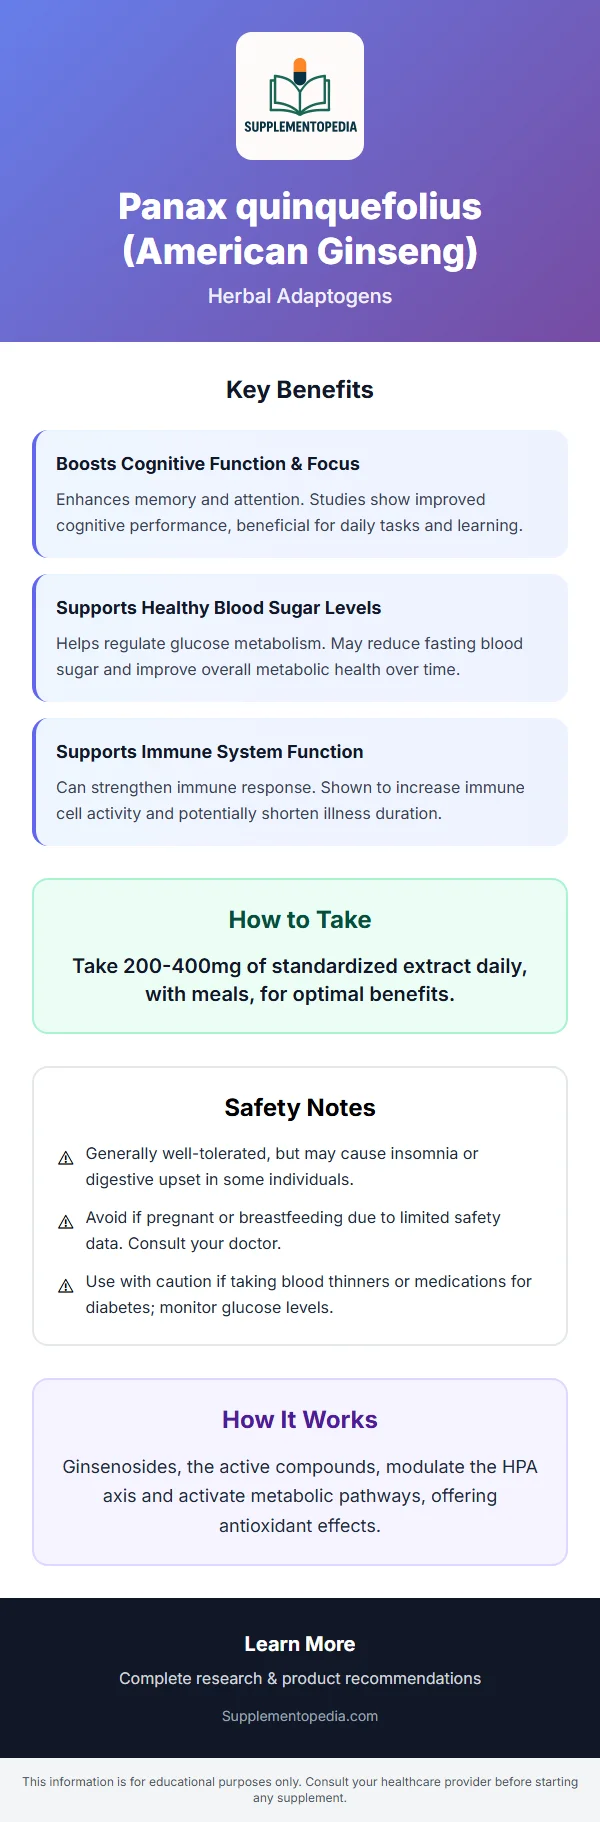 SUPPLEMENTOPEDIA
Panax quinquefolius
(American Ginseng)
Herbal Adaptogens
Key Benefits
Boosts Cognitive Function & Focus
Enhances memory and attention. Studies show improved
cognitive performance, beneficial for daily tasks and learning.
Supports Healthy Blood Sugar Levels
Helps regulate glucose metabolism. May reduce fasting blood
sugar and improve overall metabolic health over time.
Supports Immune System Function
Can strengthen immune response. Shown to increase immune
cell activity and potentially shorten illness duration.
How to Take
Take 200-400mg of standardized extract daily,
with meals, for optimal benefits.
Safety Notes
⚠ Generally well-tolerated, but may cause insomnia or
digestive upset in some individuals.
⚠ Avoid if pregnant or breastfeeding due to limited safety
data. Consult your doctor.
⚠ Use with caution if taking blood thinners or medications for
diabetes; monitor glucose levels.
How It Works
Ginsenosides, the active compounds, modulate the HPA
axis and activate metabolic pathways, offering
antioxidant effects.
Learn More
Complete research & product recommendations
Supplementopedia.com
This information is for educational purposes only. Consult your healthcare provider before starting
any supplement.